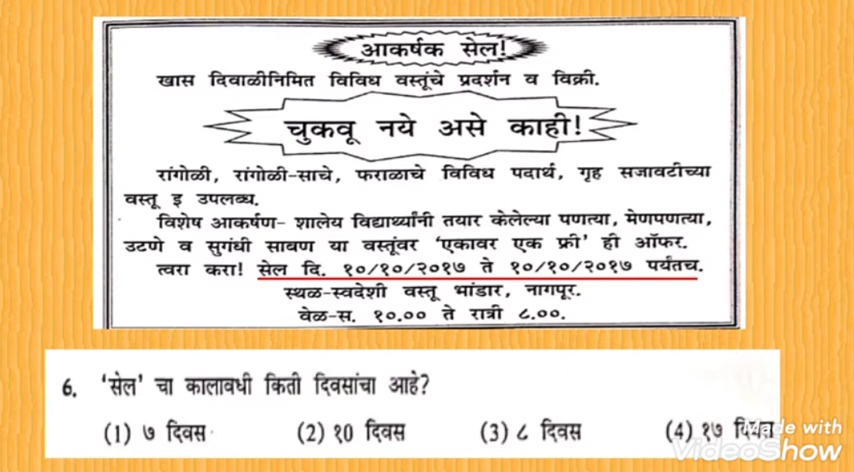 आकर्षक सेल!
खास दिवाळीनिमित विविध वस्तूंचे प्रदर्शन व विक्री.
चुकवू नये असे काही!
रांगोळी, रांगोळी-साचे, फराळाचे विविध पदार्थ, गृह सजावटीच्या
वस्तू इ उपलब्ध.
विशेष आकर्षण- शालेय विद्यार्थ्यांनी तयार केलेल्या पणत्या, मेणपणत्या,
उटणे व सुगंधी साबण या वस्तूंवर 'एकावर एक फ्री' ही ऑफर.
त्वरा करा! सेल दि. १०/१०/२०१७ ते १०/१०/२०१७ पर्यंतच.
स्थळ-स्वदेशी वस्तू भांडार, नागपूर.
वेळ-स. १०.०० ते रात्री ८.००.
6. 'सेल' चा कालावधी किती दिवसांचा आहे?
(1) ७ दिवस (2) १0 दिवस (3) ८ दिवस (4) १७ दिवस
Made with
VideoShow